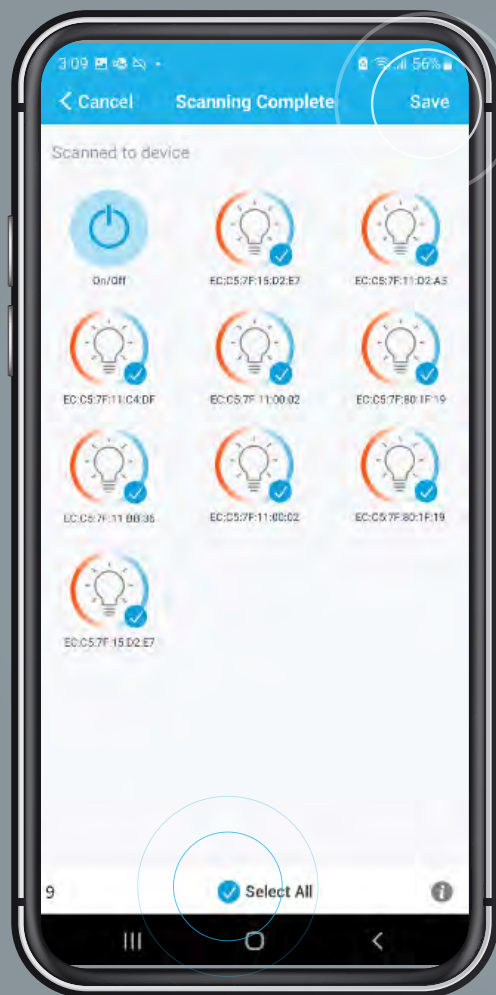 3:09 56%
Cancel Scanning Complete Save
Scanned to device
On/Off EC:C5:7F:15:D2:E7 EC:C5:7F:11:D2:A5
EC:C5:7F:11:C4:DF EC:C5:7F:11:00:02 EC:C5:7F:80:1F:19
EC:C5:7F:11:BB:36 EC:C5:7F:11:00:02 EC:C5:7F:80:1F:19
EC:C5:7F:15:D2:E7
9 Select All